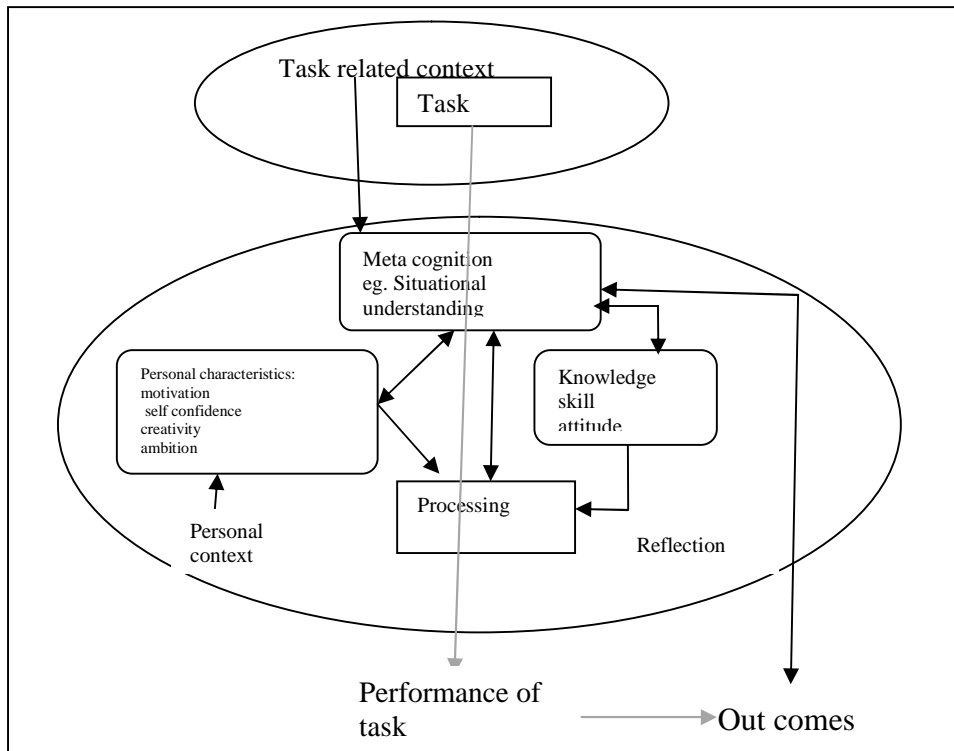 Task related context
Task
Meta cognition
eg. Situational
understanding
Personal characteristics:
motivation
self confidence
creativity
ambition
Knowledge
skill
attitude
Processing
Personal
context
Reflection
Performance of
task
Out comes